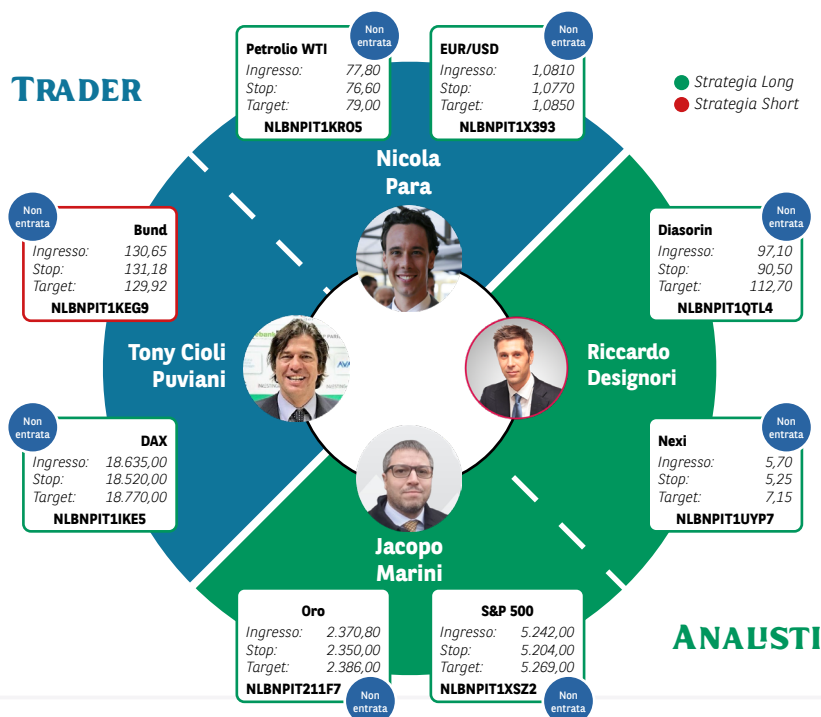 TRADER
Non
entrata
Petrolio WTI
Ingresso: 77,80
Stop: 76,60
Target: 79,00
NLBNPIT1KRO5
Non
entrata
EUR/USD
Ingresso: 1,0810
Stop: 1,0770
Target: 1,0850
NLBNPIT1X393
Strategia Long
Strategia Short
Nicola
Para
Non
entrata
Bund
Ingresso: 130,65
Stop: 131,18
Target: 129,92
NLBNPIT1KEG9
Non
entrata
Diasorin
Ingresso: 97,10
Stop: 90,50
Target: 112,70
NLBNPIT1QTL4
Tony Cioli
Puviani
Riccardo
Designori
Non
entrata
DAX
Ingresso: 18.635,00
Stop: 18.520,00
Target: 18.770,00
NLBNPIT1IKE5
Non
entrata
Nexi
Ingresso: 5,70
Stop: 5,25
Target: 7,15
NLBNPIT1UYP7
Jacopo
Marini
Oro
Ingresso: 2.370,80
Stop: 2.350,00
Target: 2.386,00
NLBNPIT211F7
Non
entrata
S&P 500
Ingresso: 5.242,00
Stop: 5.204,00
Target: 5.269,00
NLBNPIT1XSZ2
Non
entrata
ANALISTI